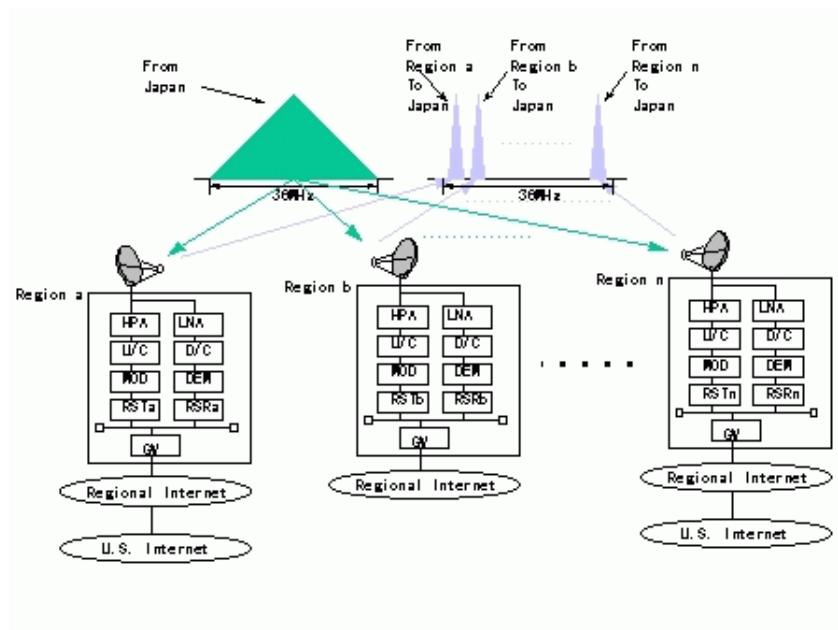 From
Japan
From
Region a
To
Japan
From
Region b
To
Japan
From
Region n
To
Japan
36MHz
36MHz
Region a
HPA
LNA
U/C
D/C
MOD
DEM
RSTa
RSRa
GW
Regional Internet
U.S. Internet
Region b
HPA
LNA
U/C
D/C
MOD
DEM
RSTb
RSRb
GW
Regional Internet
Region n
HPA
LNA
U/C
D/C
MOD
DEM
RSTn
RSRn
GW
Regional Internet
U.S. Internet